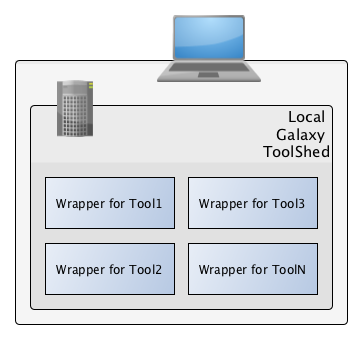 Local
Galaxy
ToolShed
Wrapper for Tool1
Wrapper for Tool3
Wrapper for Tool2
Wrapper for ToolN